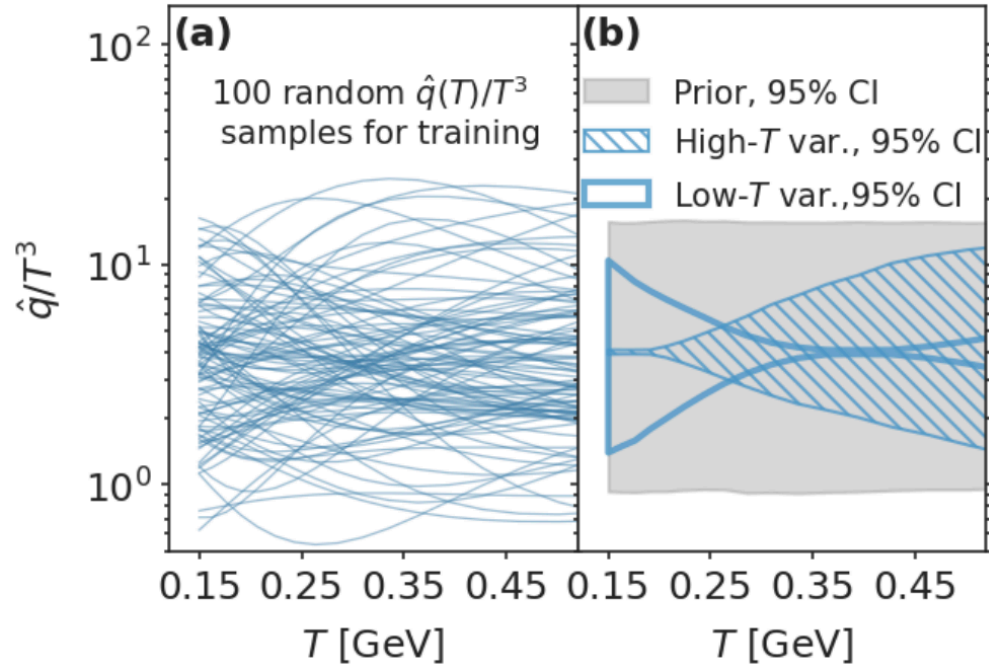 (a)
100 random q̂(T)/T³
samples for training
(b)
Prior, 95% CI
High-T var., 95% CI
Low-T var.,95% CI
10²
10¹
10⁰
q̂/T³
0.15 0.25 0.35 0.45
0.15 0.25 0.35 0.45
T [GeV]
T [GeV]